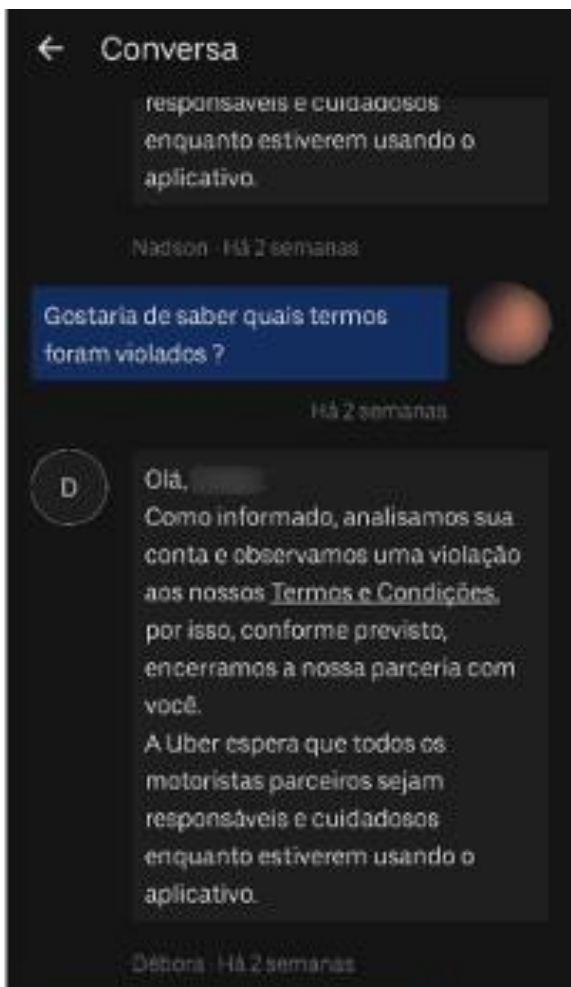 ← Conversa
responsáveis e cuidadosos
enquanto estiverem usando o
aplicativo.
Nadson · Há 2 semanas
Gostaria de saber quais termos
foram violados ?
Há 2 semanas
D
Olá,
Como informado, analisamos sua
conta e observamos uma violação
aos nossos Termos e Condições,
por isso, conforme previsto,
encerramos a nossa parceria com
você.
A Uber espera que todos os
motoristas parceiros sejam
responsáveis e cuidadosos
enquanto estiverem usando o
aplicativo.
Débora · Há 2 semanas